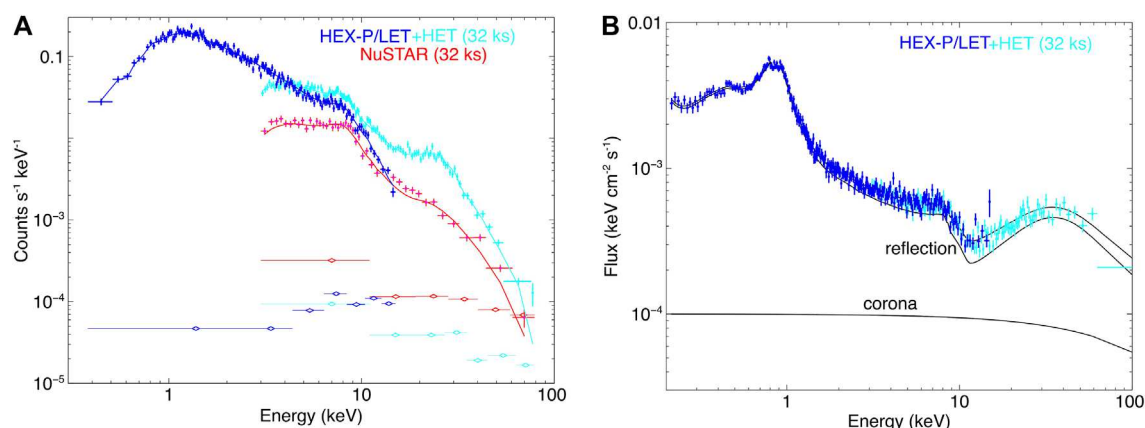 A
HEX-P/LET+HET (32 ks)
NuSTAR (32 ks)
Counts s⁻¹ keV⁻¹
0.1
10⁻²
10⁻³
10⁻⁴
10⁻⁵
1
10
100
Energy (keV)
B
HEX-P/LET+HET (32 ks)
reflection
corona
Flux (keV cm⁻² s⁻¹)
0.01
10⁻³
10⁻⁴
1
10
100
Energy (keV)